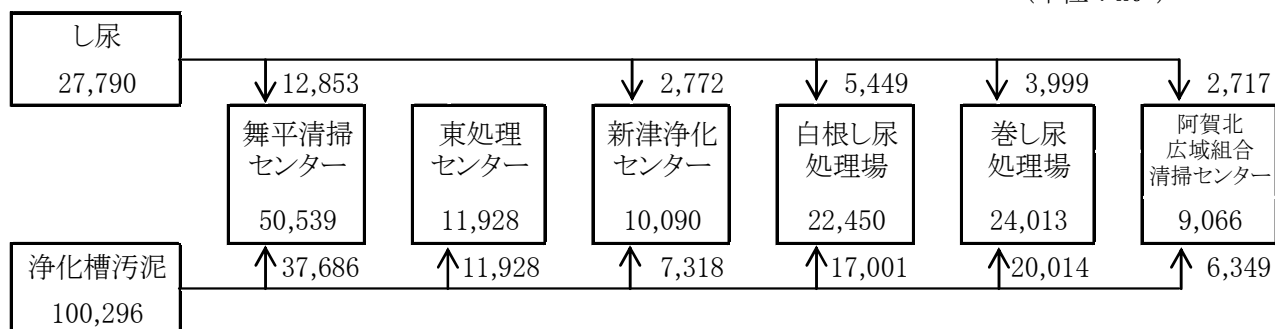 し尿
27,790
12,853
2,772
5,449
3,999
2,717
舞平清掃
センター
50,539
東処理
センター
11,928
新津浄化
センター
10,090
白根し尿
処理場
22,450
巻し尿
処理場
24,013
阿賀北
広域組合
清掃センター
9,066
浄化槽汚泥
100,296
37,686
11,928
7,318
17,001
20,014
6,349